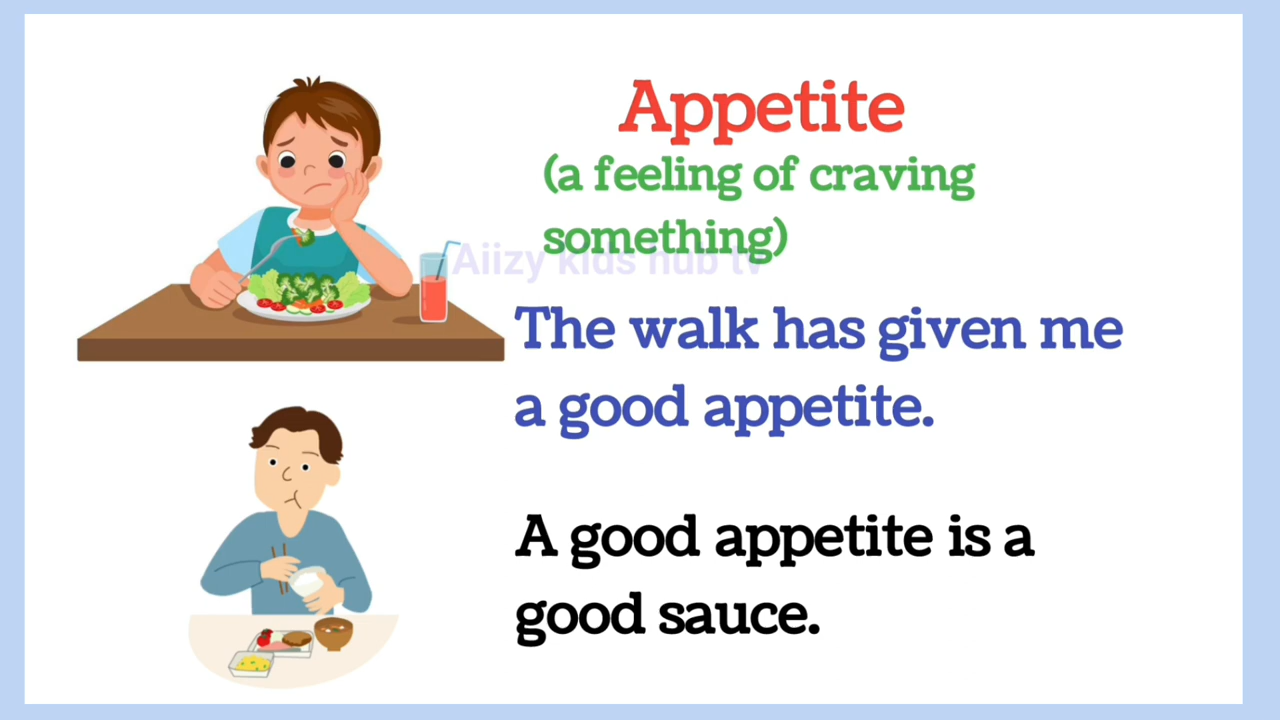 Appetite
(a feeling of craving
something)
Aiizy kids hub tv
The walk has given me
a good appetite.
A good appetite is a
good sauce.